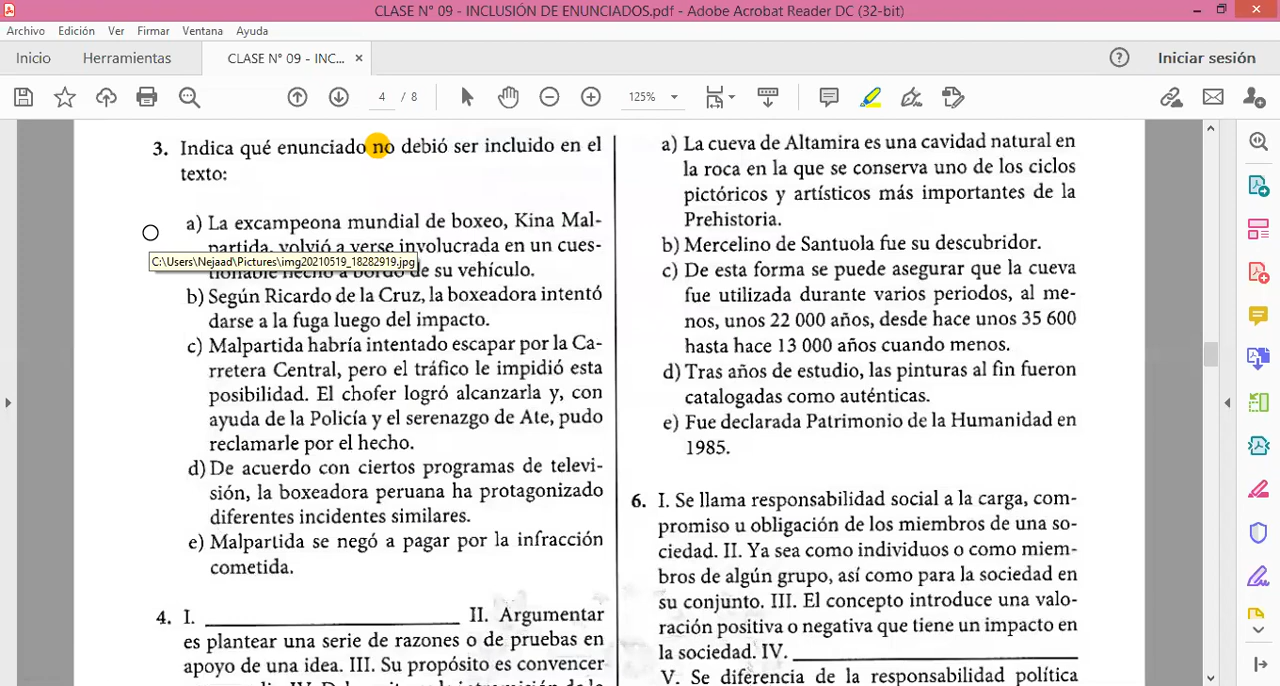 CLASE N° 09 - INCLUSIÓN DE ENUNCIADOS.pdf - Adobe Acrobat Reader DC (32-bit)
Archivo Edición Ver Firmar Ventana Ayuda
Inicio Herramientas CLASE N° 09 - INC... × Iniciar sesión
4 / 8 125%
3. Indica qué enunciado no debió ser incluido en el
texto:
a) La excampeona mundial de boxeo, Kina Mal-
partida, volvió a verse involucrada en un cues-
C:\Users\Nejaad\Pictures\img20210519_18282919.jpg
tionable hecho a bordo de su vehículo.
b) Según Ricardo de la Cruz, la boxeadora intentó
darse a la fuga luego del impacto.
c) Malpartida habría intentado escapar por la Ca-
rretera Central, pero el tráfico le impidió esta
posibilidad. El chofer logró alcanzarla y, con
ayuda de la Policía y el serenazgo de Ate, pudo
reclamarle por el hecho.
d) De acuerdo con ciertos programas de televi-
sión, la boxeadora peruana ha protagonizado
diferentes incidentes similares.
e) Malpartida se negó a pagar por la infracción
cometida.
4. I. ____________ II. Argumentar
es plantear una serie de razones o de pruebas en
apoyo de una idea. III. Su propósito es convencer
a) La cueva de Altamira es una cavidad natural en
la roca en la que se conserva uno de los ciclos
pictóricos y artísticos más importantes de la
Prehistoria.
b) Mercelino de Santuola fue su descubridor.
c) De esta forma se puede asegurar que la cueva
fue utilizada durante varios periodos, al me-
nos, unos 22 000 años, desde hace unos 35 600
hasta hace 13 000 años cuando menos.
d) Tras años de estudio, las pinturas al fin fueron
catalogadas como auténticas.
e) Fue declarada Patrimonio de la Humanidad en
1985.
6. I. Se llama responsabilidad social a la carga, com-
promiso u obligación de los miembros de una so-
ciedad. II. Ya sea como individuos o como miem-
bros de algún grupo, así como para la sociedad en
su conjunto. III. El concepto introduce una valo-
ración positiva o negativa que tiene un impacto en
la sociedad. IV. ____________
V. Se diferencia de la responsabilidad política